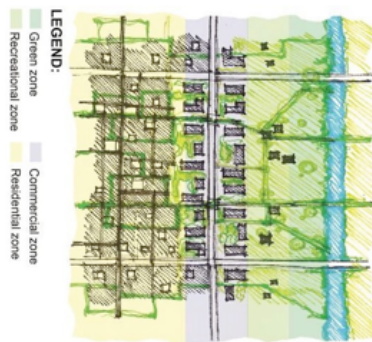 LEGEND:
Green zone
Commercial zone
Recreational zone
Residential zone